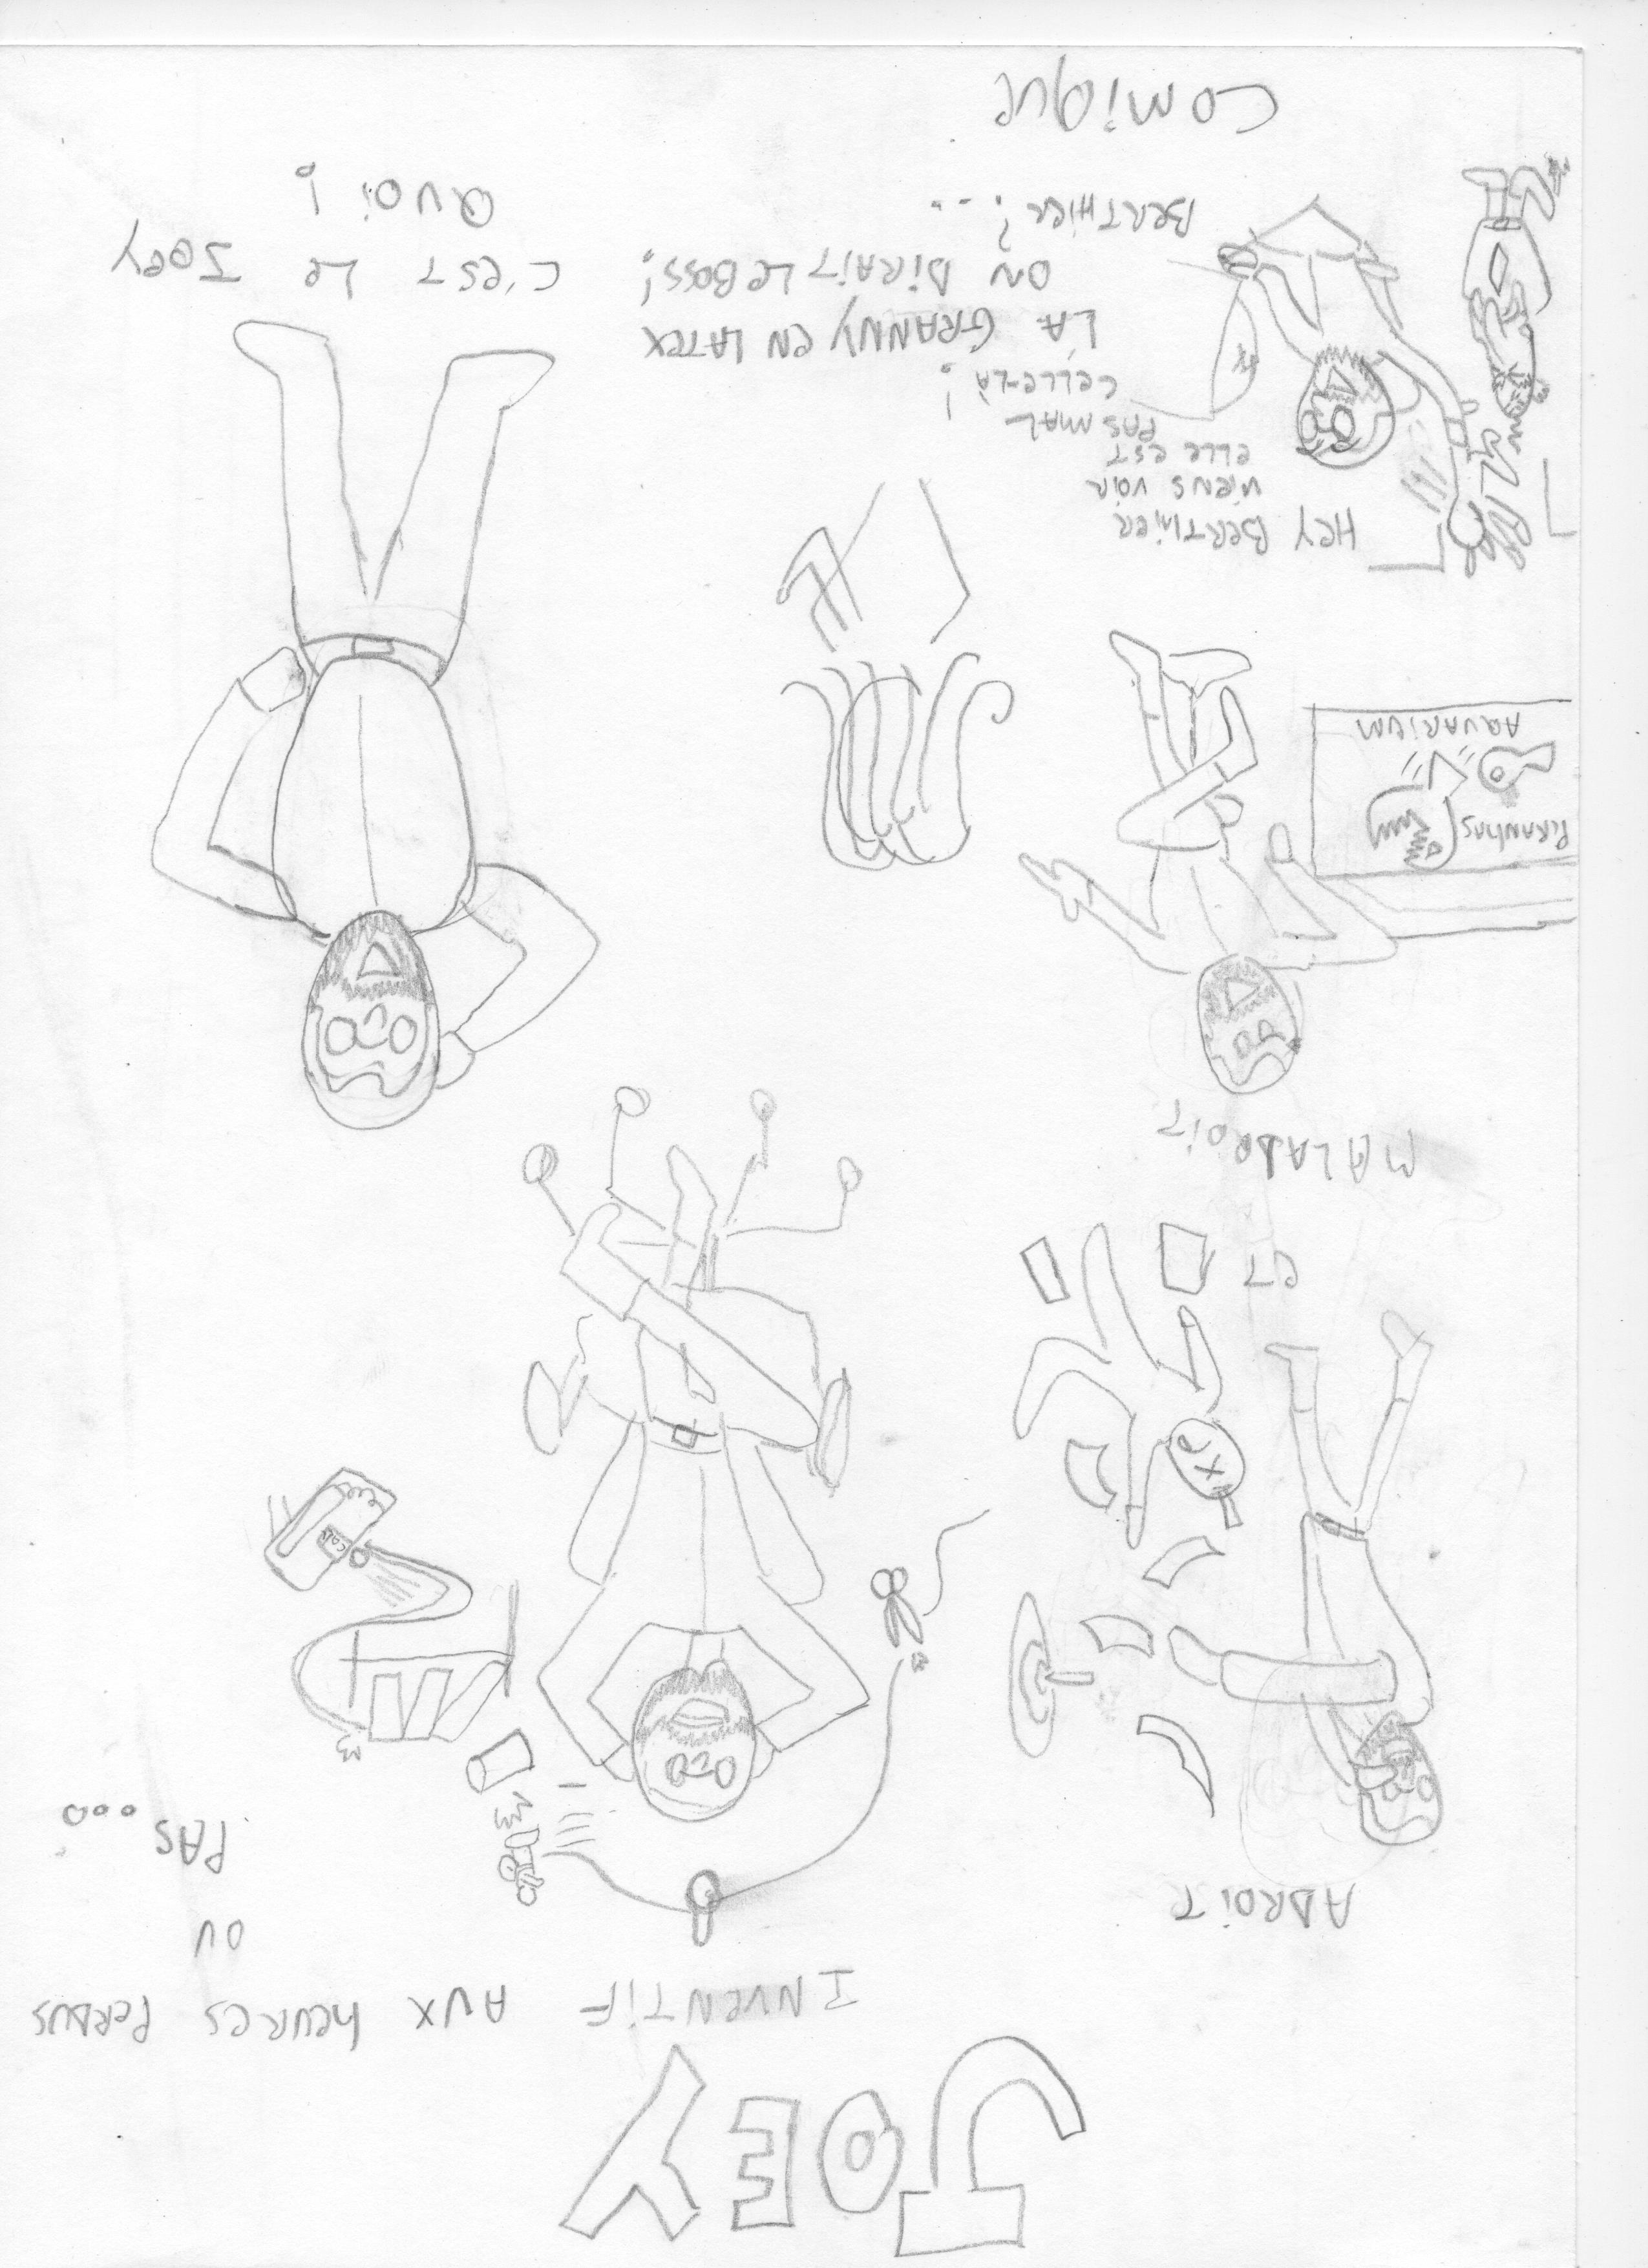 JOEY
INVENTIF AUX HEURES PERDUS
OU
PAS ...
ADROIT
ET
MALADROIT
PIRANHAS
AQUARIUM
HEY BERTHIER
VIENS VOIR
ELLE EST
PAS MAL
CELLE-LÀ !
LA GRANNY EN LATEX
ON DIRAIT LE BOSS !
BERTHIER ? ...
COMIQUE
C'EST LE JOEY
QUOI !